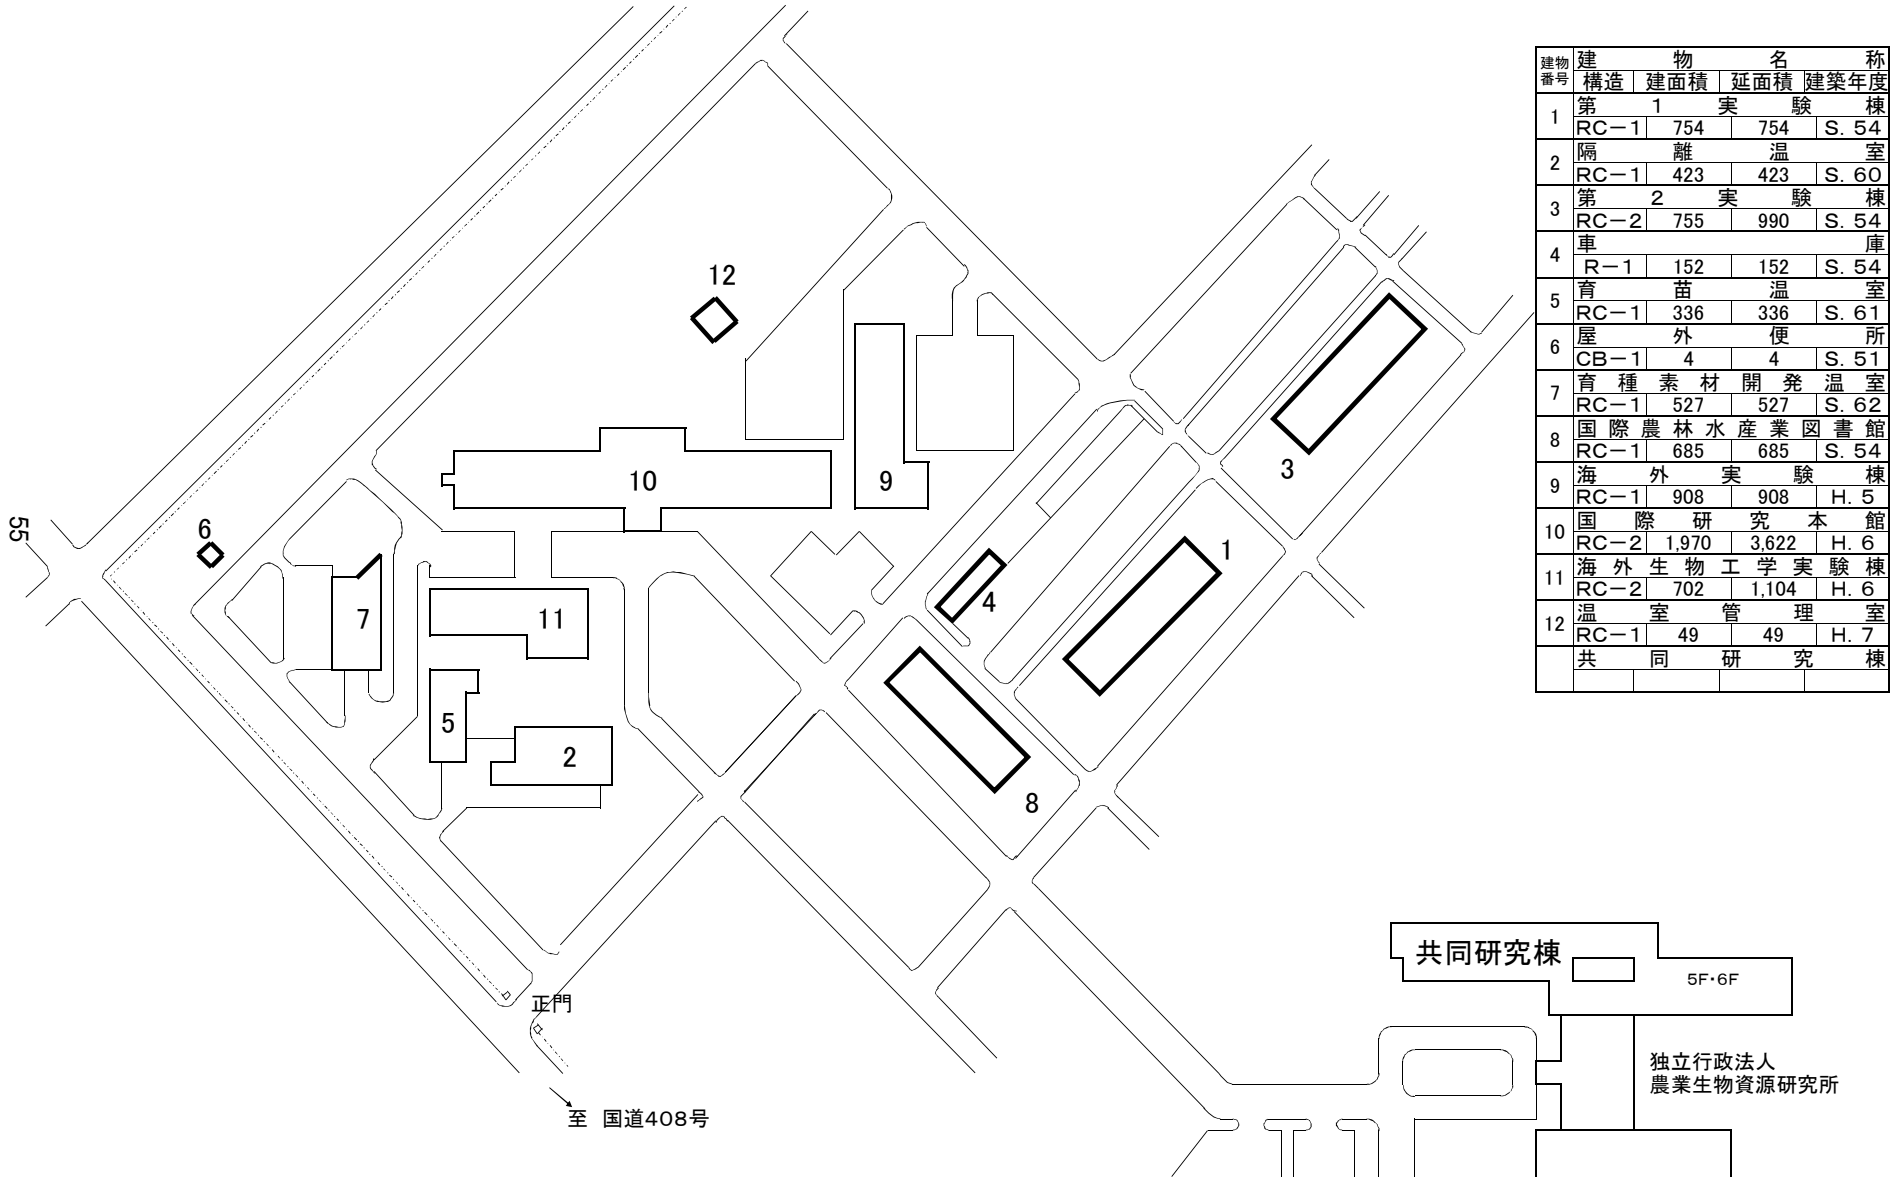 建物番号 建物名称
構造 建面積 延面積 建築年度
1 第1実験棟
RC－1 754 754 S. 54
2 隔離温室
RC－1 423 423 S. 60
3 第2実験棟
RC－2 755 990 S. 54
4 車庫
R－1 152 152 S. 54
5 育苗温室
RC－1 336 336 S. 61
6 屋外便所
CB－1 4 4 S. 51
7 育種素材開発温室
RC－1 527 527 S. 62
8 国際農林水産業図書館
RC－1 685 685 S. 54
9 海外実験棟
RC－1 908 908 H. 5
10 国際研究本館
RC－2 1,970 3,622 H. 6
11 海外生物工学実験棟
RC－2 702 1,104 H. 6
12 温室管理室
RC－1 49 49 H. 7
共同研究棟
12
3
10
9
55
6
1
4
7
11
5
2
8
共同研究棟
5F・6F
正門
独立行政法人
農業生物資源研究所
至 国道408号